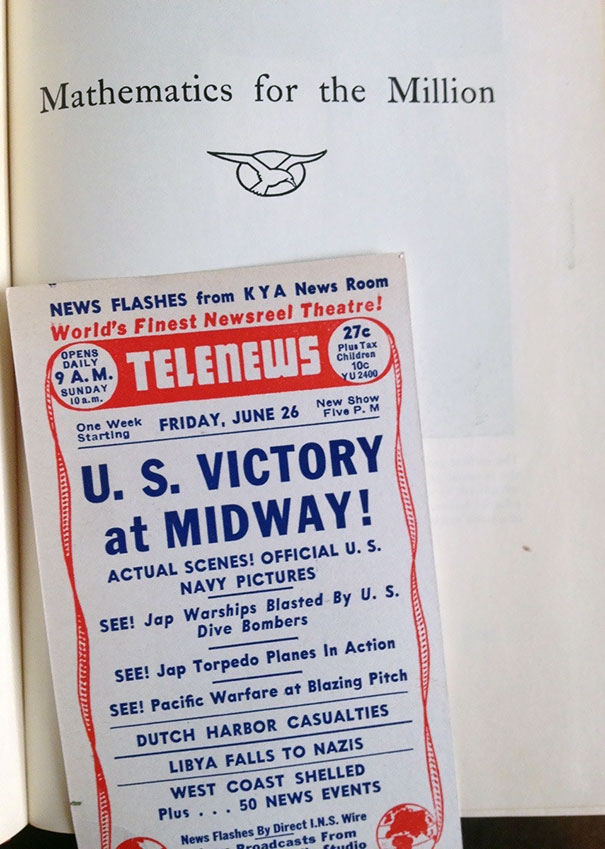 Mathematics for the Million
NEWS FLASHES from KYA News Room
World's Finest Newsreel Theatre!
OPENS
DAILY
9 A.M.
SUNDAY
10 a.m.
TELENEWS
27c
Plus Tax
Children
10c
YU 2400
One Week
Starting
FRIDAY, JUNE 26
New Show
Five P. M
U. S. VICTORY
at MIDWAY!
ACTUAL SCENES! OFFICIAL U. S.
NAVY PICTURES
SEE! Jap Warships Blasted By U. S.
Dive Bombers
SEE! Jap Torpedo Planes In Action
SEE! Pacific Warfare at Blazing Pitch
DUTCH HARBOR CASUALTIES
LIBYA FALLS TO NAZIS
WEST COAST SHELLED
Plus . . . 50 NEWS EVENTS
News Flashes By Direct I.N.S. Wire
Broadcasts From
Studio